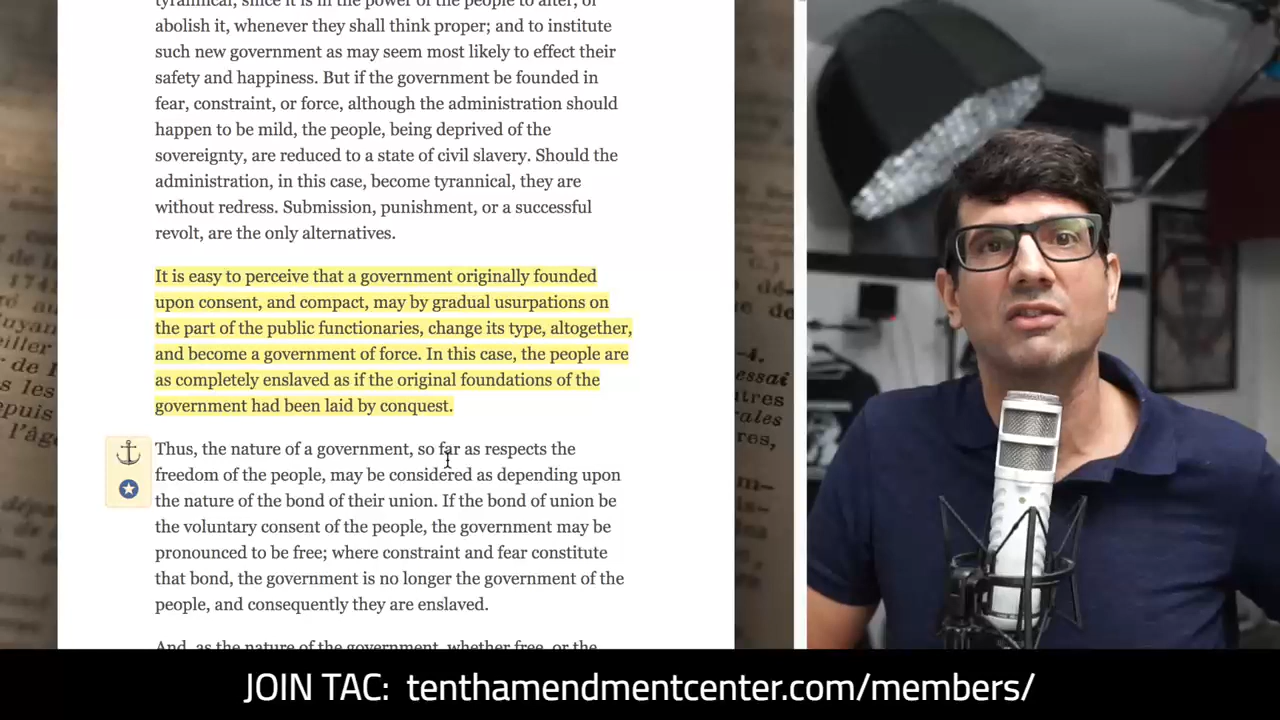 tyrannical, since it is in the power of the people to alter, or
abolish it, whenever they shall think proper; and to institute
such new government as may seem most likely to effect their
safety and happiness. But if the government be founded in
fear, constraint, or force, although the administration should
happen to be mild, the people, being deprived of the
sovereignty, are reduced to a state of civil slavery. Should the
administration, in this case, become tyrannical, they are
without redress. Submission, punishment, or a successful
revolt, are the only alternatives.
It is easy to perceive that a government originally founded
upon consent, and compact, may by gradual usurpations on
the part of the public functionaries, change its type, altogether,
and become a government of force. In this case, the people are
as completely enslaved as if the original foundations of the
government had been laid by conquest.
Thus, the nature of a government, so far as respects the
freedom of the people, may be considered as depending upon
the nature of the bond of their union. If the bond of union be
the voluntary consent of the people, the government may be
pronounced to be free; where constraint and fear constitute
that bond, the government is no longer the government of the
people, and consequently they are enslaved.
And, as the nature of the government, whether free, or the
JOIN TAC: tenthamendmentcenter.com/members/